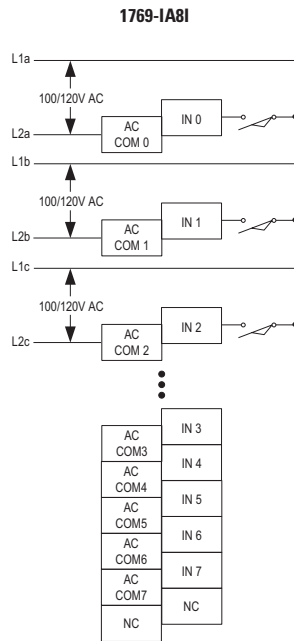 1769-IA8I
L1a
100/120V AC
IN 0
L2a
AC
COM 0
L1b
100/120V AC
IN 1
L2b
AC
COM 1
L1c
100/120V AC
IN 2
L2c
AC
COM 2
IN 3
AC
COM3
IN 4
AC
COM4
IN 5
AC
COM5
IN 6
AC
COM6
IN 7
AC
COM7
NC
NC